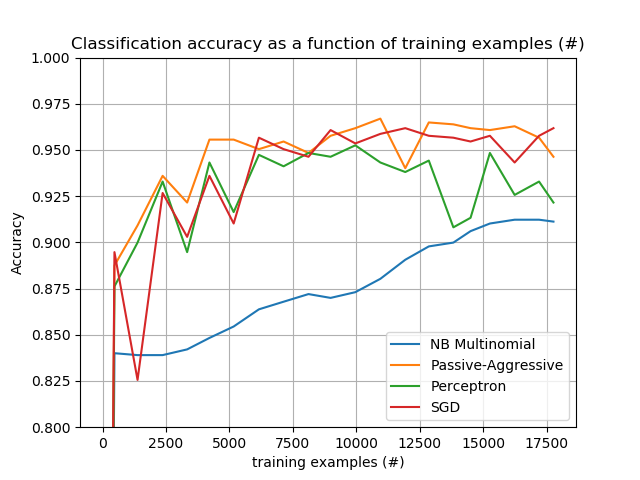 Classification accuracy as a function of training examples (#)
1.000
0.975
0.950
0.925
0.900
0.875
0.850
0.825
0.800
Accuracy
NB Multinomial
Passive-Aggressive
Perceptron
SGD
0 2500 5000 7500 10000 12500 15000 17500
training examples (#)